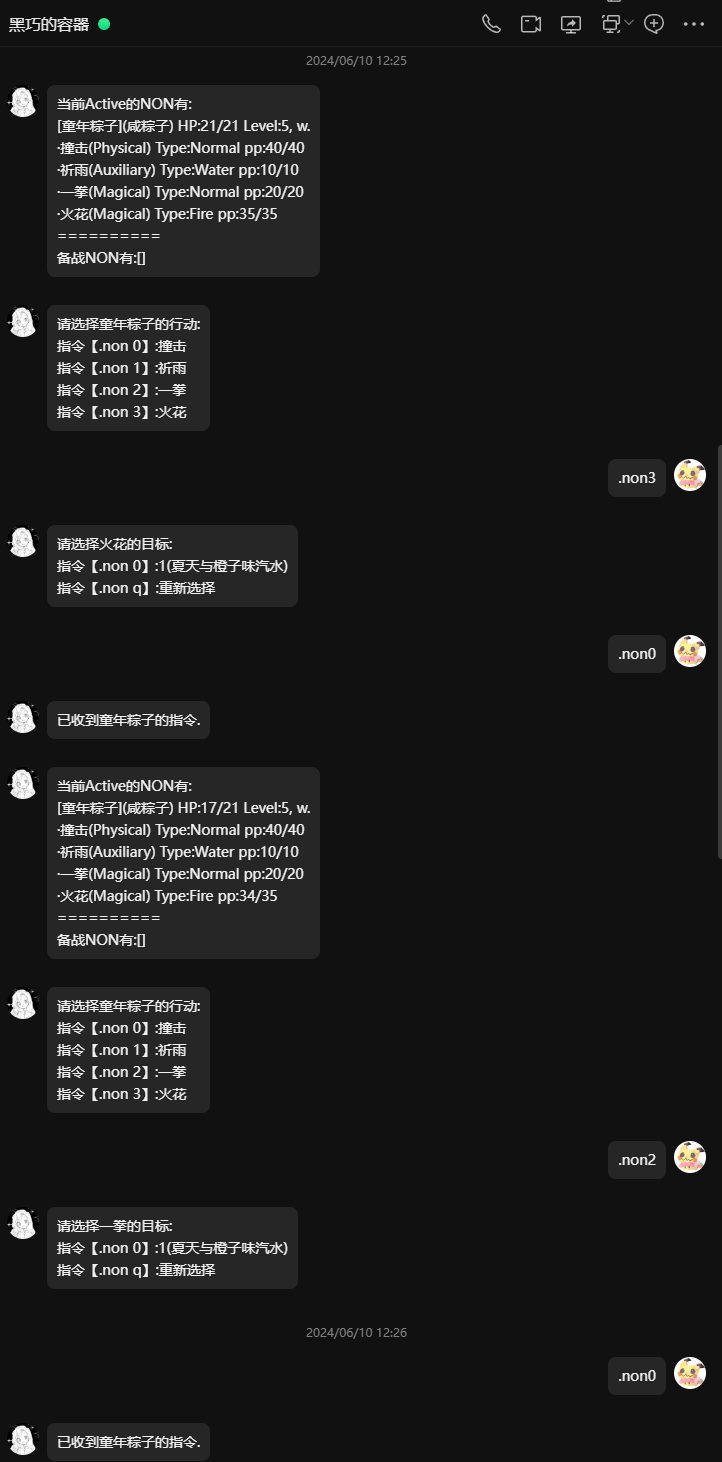 黑巧的容器
2024/06/10 12:25
当前Active的NON有:
[童年粽子](咸粽子) HP:21/21 Level:5, w.
·撞击(Physical) Type:Normal pp:40/40
·祈雨(Auxiliary) Type:Water pp:10/10
·一拳(Magical) Type:Normal pp:20/20
·火花(Magical) Type:Fire pp:35/35
==========
备战NON有:[]
请选择童年粽子的行动:
指令【.non 0】:撞击
指令【.non 1】:祈雨
指令【.non 2】:一拳
指令【.non 3】:火花
.non3
请选择火花的目标:
指令【.non 0】:1(夏天与橙子味汽水)
指令【.non q】:重新选择
.non0
已收到童年粽子的指令.
当前Active的NON有:
[童年粽子](咸粽子) HP:17/21 Level:5, w.
·撞击(Physical) Type:Normal pp:40/40
·祈雨(Auxiliary) Type:Water pp:10/10
·一拳(Magical) Type:Normal pp:20/20
·火花(Magical) Type:Fire pp:34/35
==========
备战NON有:[]
请选择童年粽子的行动:
指令【.non 0】:撞击
指令【.non 1】:祈雨
指令【.non 2】:一拳
指令【.non 3】:火花
.non2
请选择一拳的目标:
指令【.non 0】:1(夏天与橙子味汽水)
指令【.non q】:重新选择
2024/06/10 12:26
.non0
已收到童年粽子的指令.